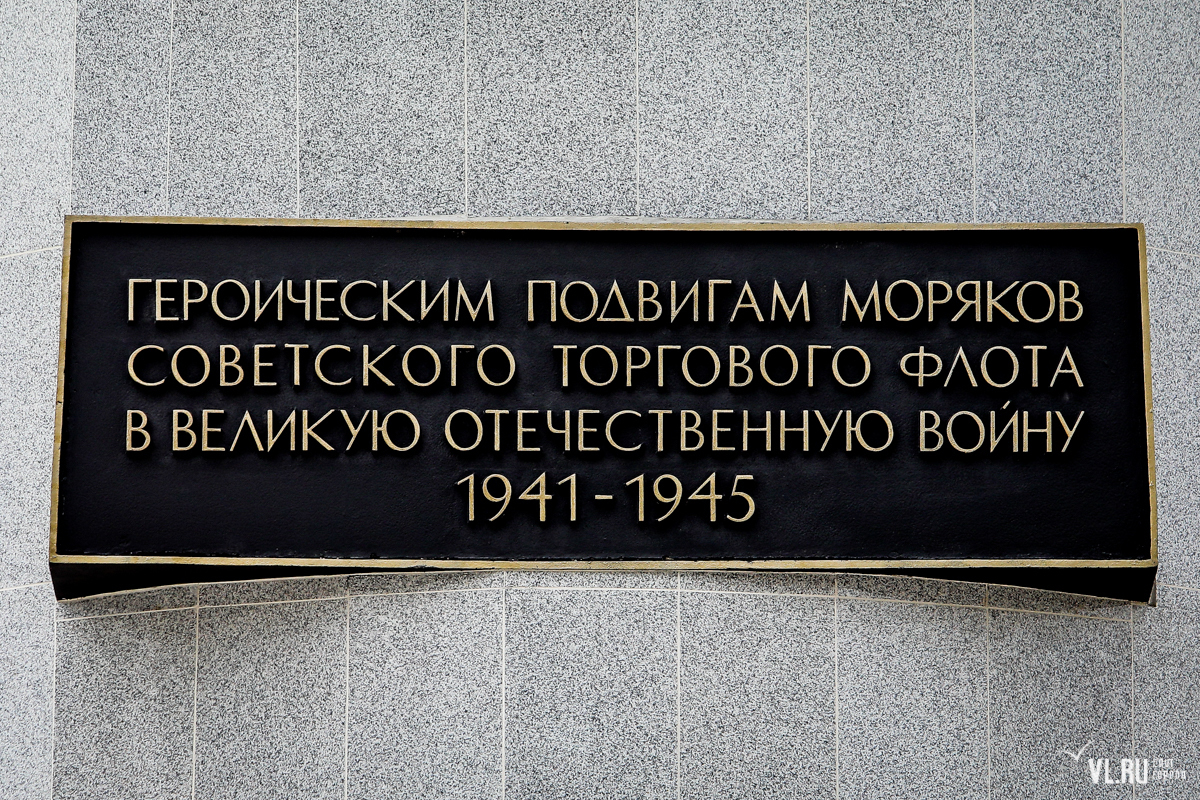 ГЕРОИЧЕСКИМ ПОДВИГАМ МОРЯКОВ
СОВЕТСКОГО ТОРГОВОГО ФЛОТА
В ВЕЛИКУЮ ОТЕЧЕСТВЕННУЮ ВОЙНУ
1941-1945
VL.RU